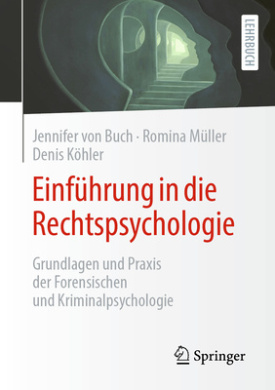 LEHRBUCH
Jennifer von Buch · Romina Müller
Denis Köhler
Einführung in die
Rechtspsychologie
Grundlagen und Praxis
der Forensischen
und Kriminalpsychologie
Springer